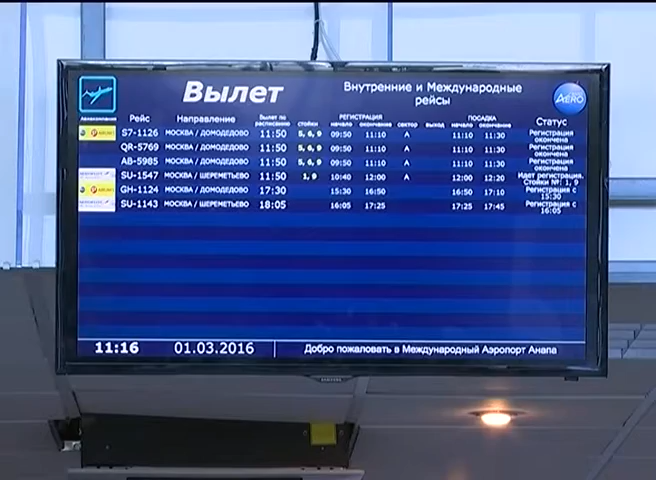 Вылет
Внутренние и Международные рейсы
AERO
Авиакомпания Рейс Направление Вылет по расписанию стойки РЕГИСТРАЦИЯ начало окончание сектор выход ПОСАДКА начало окончание Статус
S7-1126 МОСКВА / ДОМОДЕДОВО 11:50 5, 6, 9 09:50 11:10 A 11:10 11:30 Регистрация окончена
QR-5769 МОСКВА / ДОМОДЕДОВО 11:50 5, 6, 9 09:50 11:10 A 11:10 11:30 Регистрация окончена
AB-5985 МОСКВА / ДОМОДЕДОВО 11:50 5, 6, 9 09:50 11:10 A 11:10 11:30 Регистрация окончена
SU-1547 МОСКВА / ШЕРЕМЕТЬЕВО 11:50 1, 9 10:40 12:00 A 12:00 12:20 Идет регистрация. Стойки №: 1, 9
GH-1124 МОСКВА / ДОМОДЕДОВО 17:30 15:30 16:50 16:50 17:10 Регистрация с 15:30
SU-1143 МОСКВА / ШЕРЕМЕТЬЕВО 18:05 16:05 17:25 17:25 17:45 Регистрация с 16:05
11:16 01.03.2016 Добро пожаловать в Международный Аэропорт Анапа
SAMSUNG